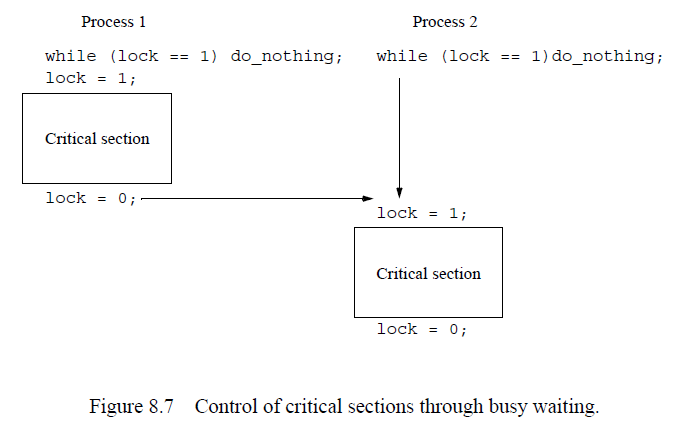 Process 1
Process 2
while (lock == 1) do_nothing;
while (lock == 1)do_nothing;
lock = 1;
Critical section
lock = 0;
lock = 1;
Critical section
lock = 0;
Figure 8.7 Control of critical sections through busy waiting.